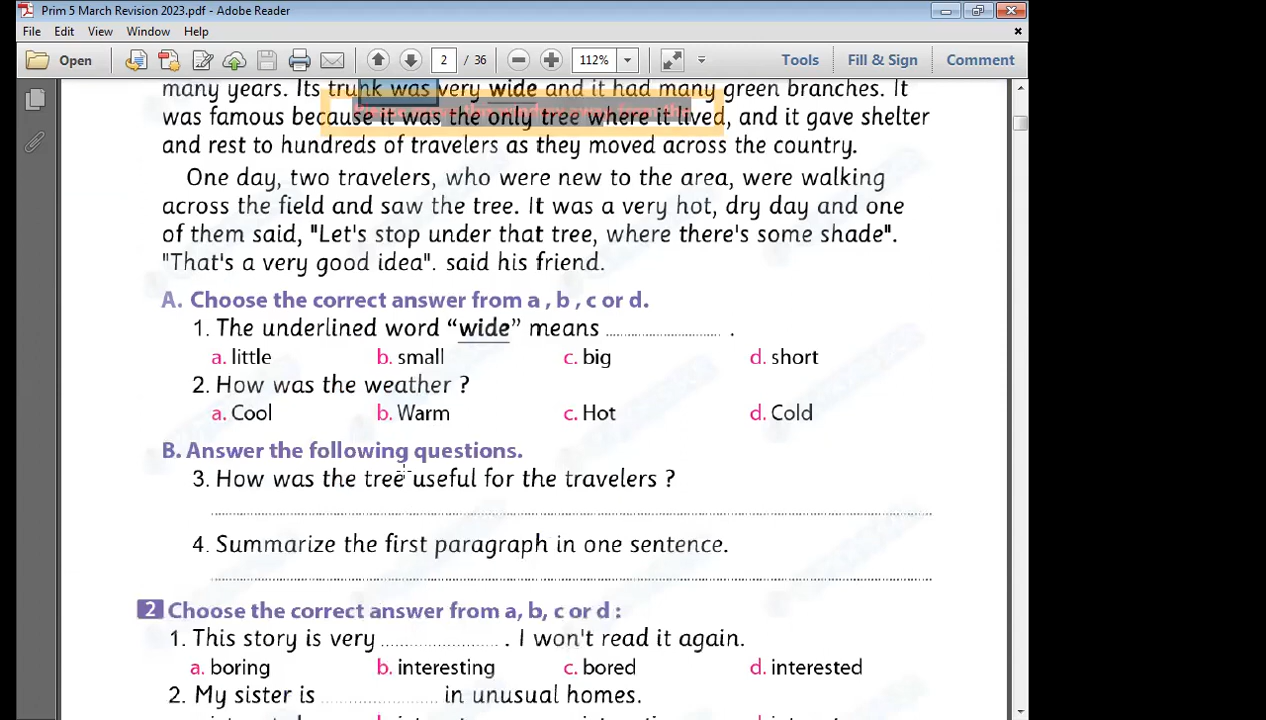 Prim 5 March Revision 2023.pdf - Adobe Reader
File Edit View Window Help
Open 2 / 36 112% Tools Fill & Sign Comment
many years. Its trunk was very wide and it had many green branches. It
was famous because it was the only tree where it lived, and it gave shelter
and rest to hundreds of travelers as they moved across the country.
One day, two travelers, who were new to the area, were walking
across the field and saw the tree. It was a very hot, dry day and one
of them said, "Let's stop under that tree, where there's some shade".
"That's a very good idea". said his friend.
A. Choose the correct answer from a , b , c or d.
1. The underlined word “wide” means .................... .
a. little b. small c. big d. short
2. How was the weather ?
a. Cool b. Warm c. Hot d. Cold
B. Answer the following questions.
3. How was the tree useful for the travelers ?
4. Summarize the first paragraph in one sentence.
2 Choose the correct answer from a, b, c or d :
1. This story is very .................... . I won't read it again.
a. boring b. interesting c. bored d. interested
2. My sister is .................... in unusual homes.